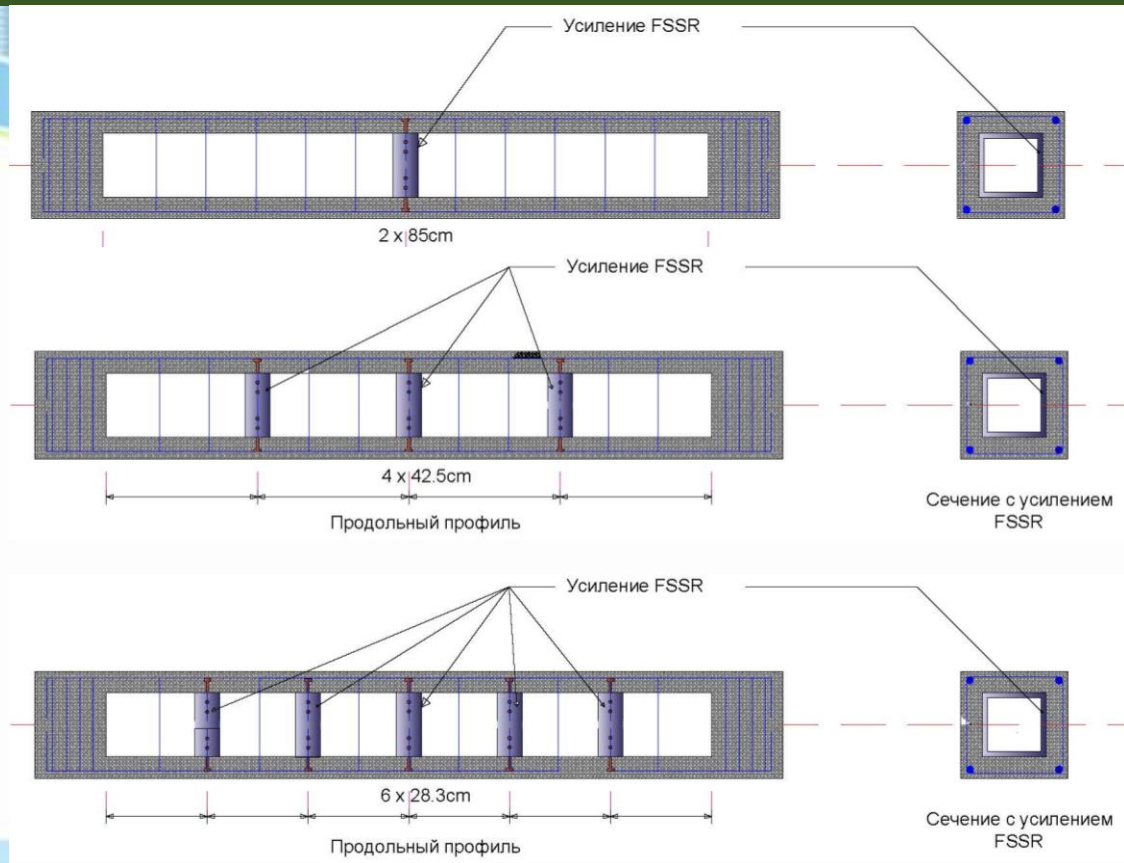 Усиление FSSR
2 x 85cm
Усиление FSSR
4 x 42.5cm
Продольный профиль
Сечение с усилением
FSSR
Усиление FSSR
6 x 28.3cm
Продольный профиль
Сечение с усилением
FSSR